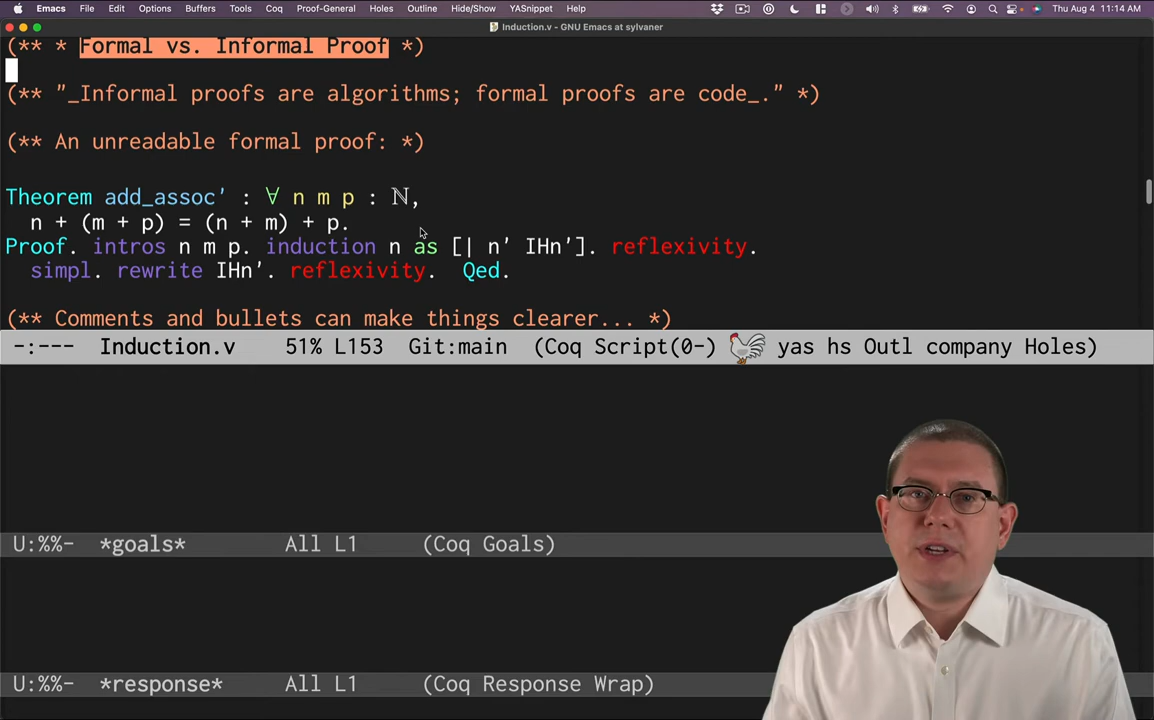 Emacs File Edit Options Buffers Tools Coq Proof-General Holes Outline Hide/Show YASnippet Help Thu Aug 4 11:14 AM
Induction.v - GNU Emacs at sylvaner
(** * Formal vs. Informal Proof *)
(** "_Informal proofs are algorithms; formal proofs are code_." *)
(** An unreadable formal proof: *)
Theorem add_assoc' : ∀ n m p : ℕ,
n + (m + p) = (n + m) + p.
Proof. intros n m p. induction n as [| n' IHn']. reflexivity.
simpl. rewrite IHn'. reflexivity. Qed.
(** Comments and bullets can make things clearer... *)
-:--- Induction.v 51% L153 Git:main (Coq Script(0-) yas hs Outl company Holes)
U:%%- *goals* All L1 (Coq Goals)
U:%%- *response* All L1 (Coq Response Wrap)